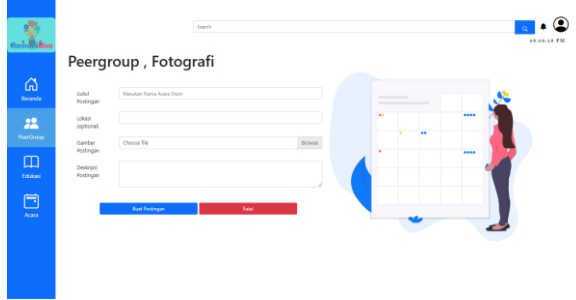 Search
Peergroup , Fotografi
Beranda
PeerGroup
Edukasi
Acara
Judul
Postingan
Masukan Nama Acara Disini
Lokasi
(optional)
Gambar
Postingan
Choose file
Browse
Deskripsi
Postingan
Buat Postingan
Batal